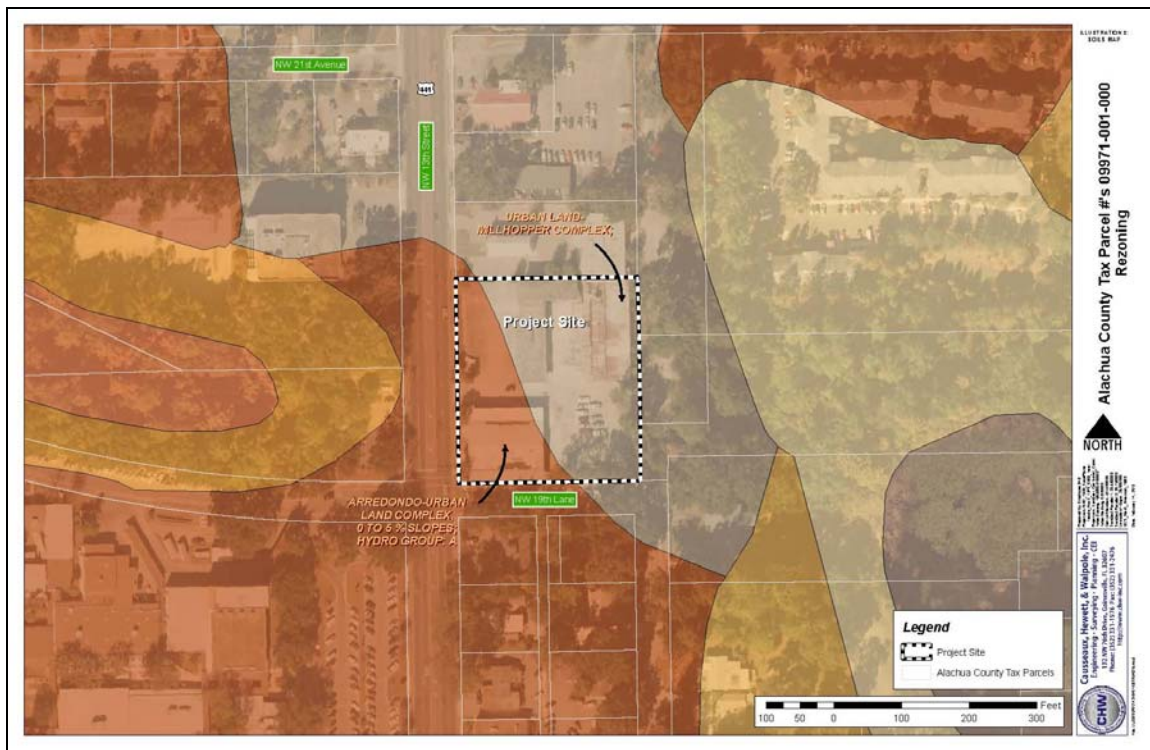 NW 21st Avenue
441
NW 13th Street
URBAN LAND-
MILLHOPPER COMPLEX;
Project Site
ARREDONDO-URBAN
LAND COMPLEX,
0 TO 5 % SLOPES;
HYDRO GROUP: A
NW 19th Lane
Legend
Project Site
Alachua County Tax Parcels
Feet
100 50 0 100 200 300
SOILS MAP
Alachua County Tax Parcel #'s 09971-001-000
Rezoning
NORTH
Causseaux, Hewett, & Walpole, Inc.
Engineering • Surveying • Planning • CEI
CHW